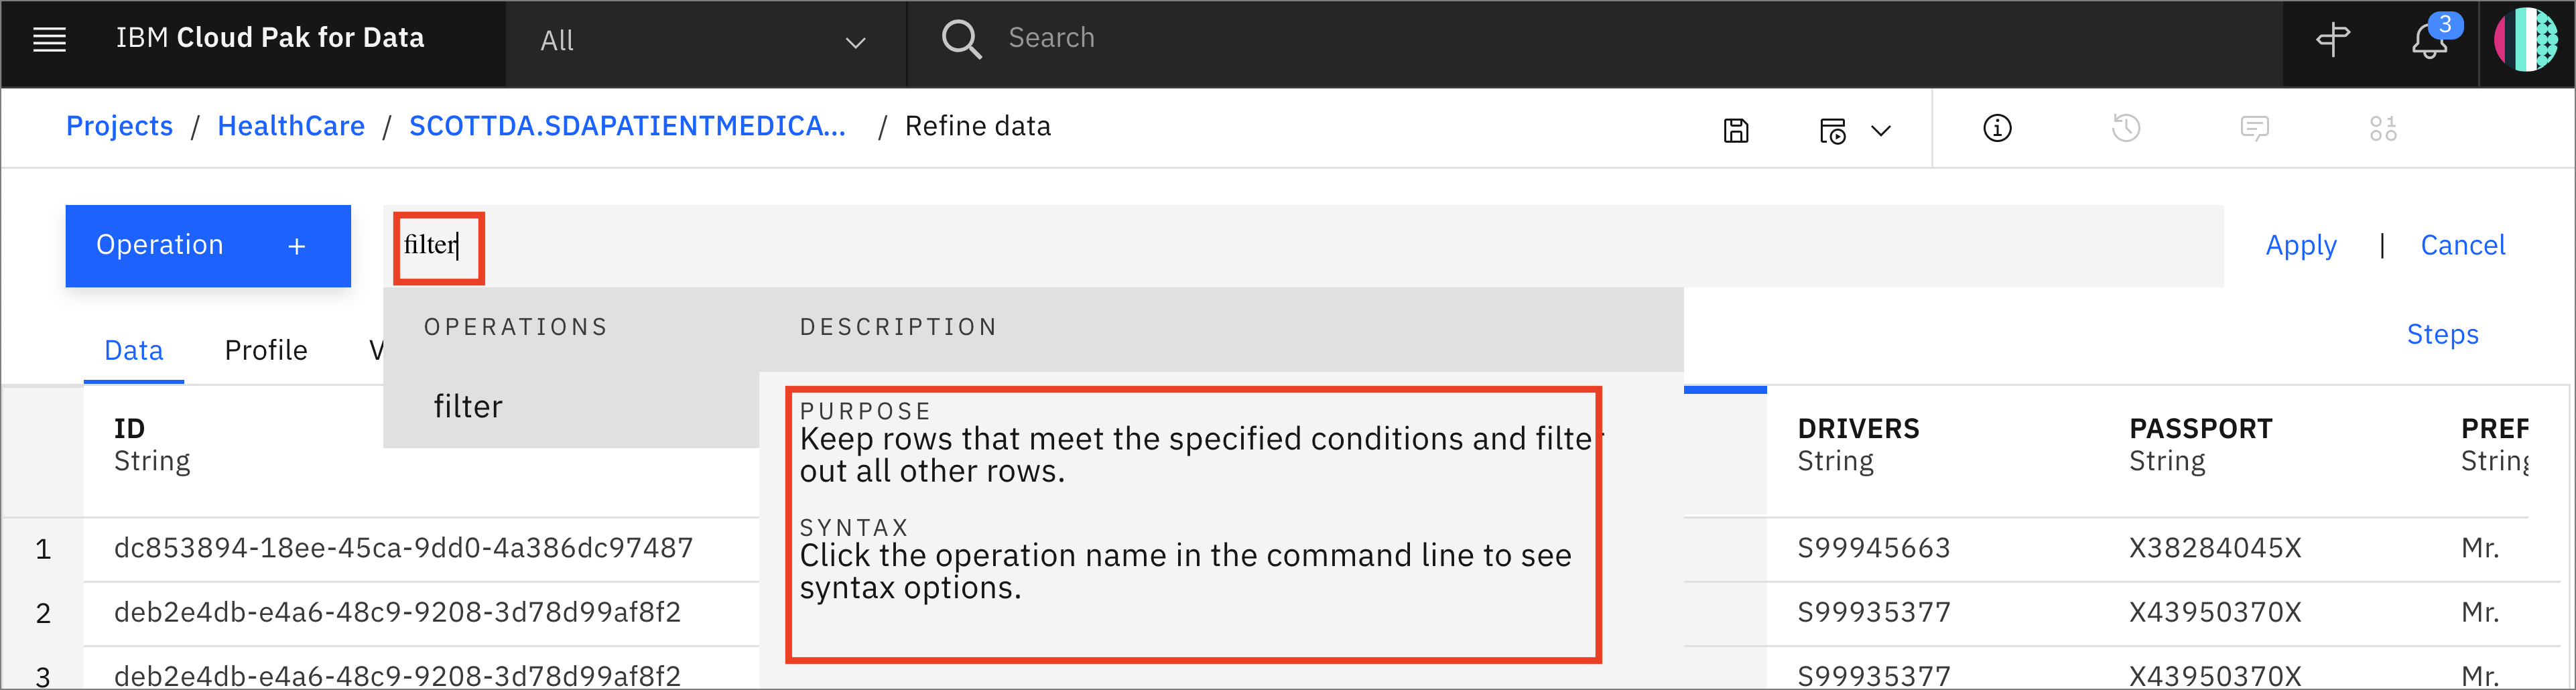 IBM Cloud Pak for Data
All
Search
3
Projects / HealthCare / SCOTTDA.SDAPATIENTMEDICA... / Refine data
Operation +
filter
Apply | Cancel
OPERATIONS
DESCRIPTION
Steps
Data
Profile
V
filter
PURPOSE
Keep rows that meet the specified conditions and filter
out all other rows.
SYNTAX
Click the operation name in the command line to see
syntax options.
ID
String
DRIVERS
String
PASSPORT
String
PREF
String
1 dc853894-18ee-45ca-9dd0-4a386dc97487 S99945663 X38284045X Mr.
2 deb2e4db-e4a6-48c9-9208-3d78d99af8f2 S99935377 X43950370X Mr.
3 deb2e4db-e4a6-48c9-9208-3d78d99af8f2 S99935377 X43950370X Mr.